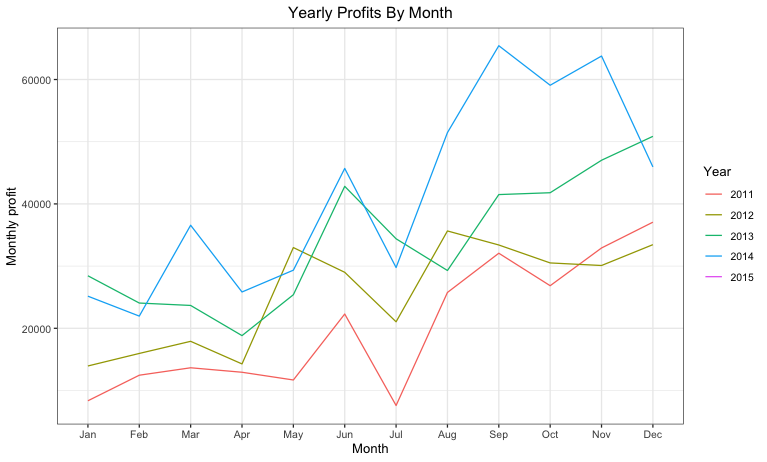 Yearly Profits By Month
Monthly profit
60000
40000
20000
Jan Feb Mar Apr May Jun Jul Aug Sep Oct Nov Dec
Month
Year
2011
2012
2013
2014
2015